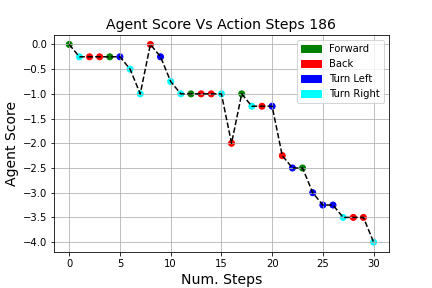 Agent Score Vs Action Steps 186
Forward
Back
Turn Left
Turn Right
0.0
−0.5
−1.0
−1.5
−2.0
−2.5
−3.0
−3.5
−4.0
Agent Score
0 5 10 15 20 25 30
Num. Steps